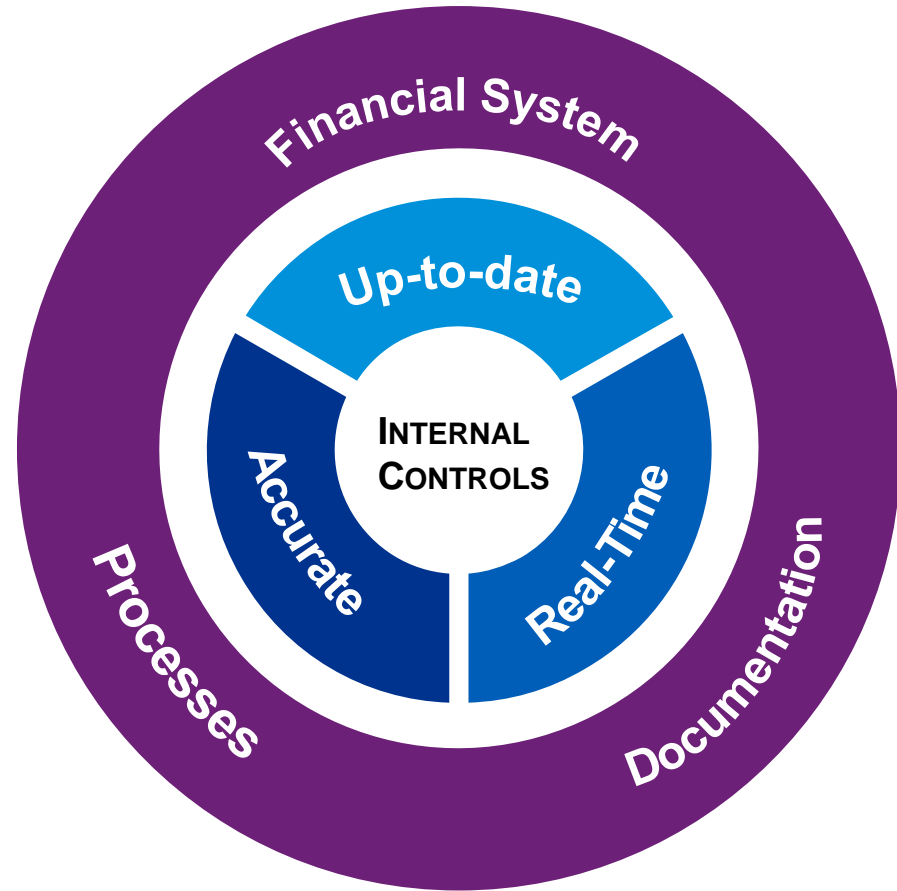 Financial System
Up-to-date
INTERNAL
CONTROLS
Accurate
Real-Time
Processes
Documentation